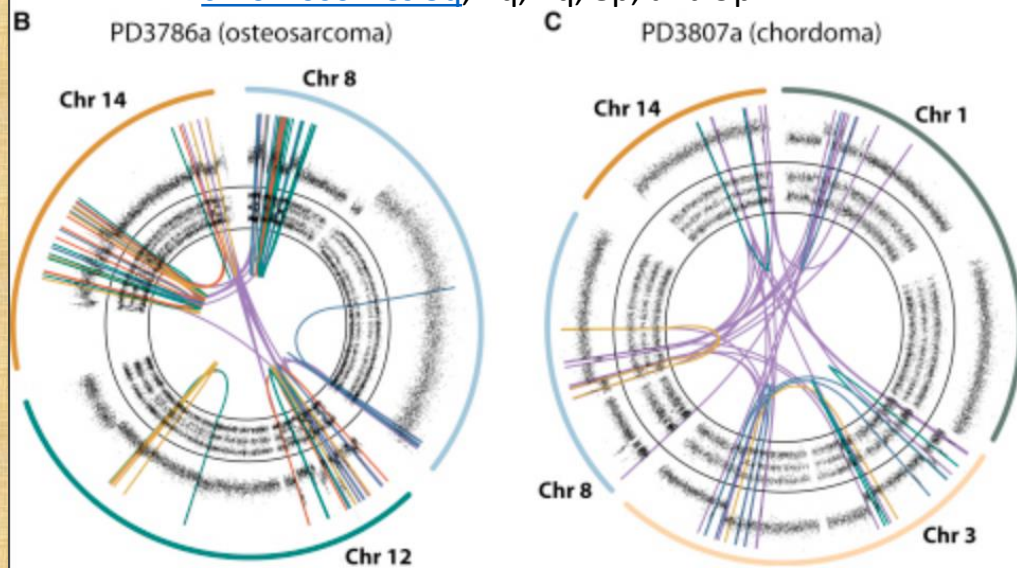 B
PD3786a (osteosarcoma)
Chr 14
Chr 8
Chr 12
C
PD3807a (chordoma)
Chr 14
Chr 1
Chr 8
Chr 3